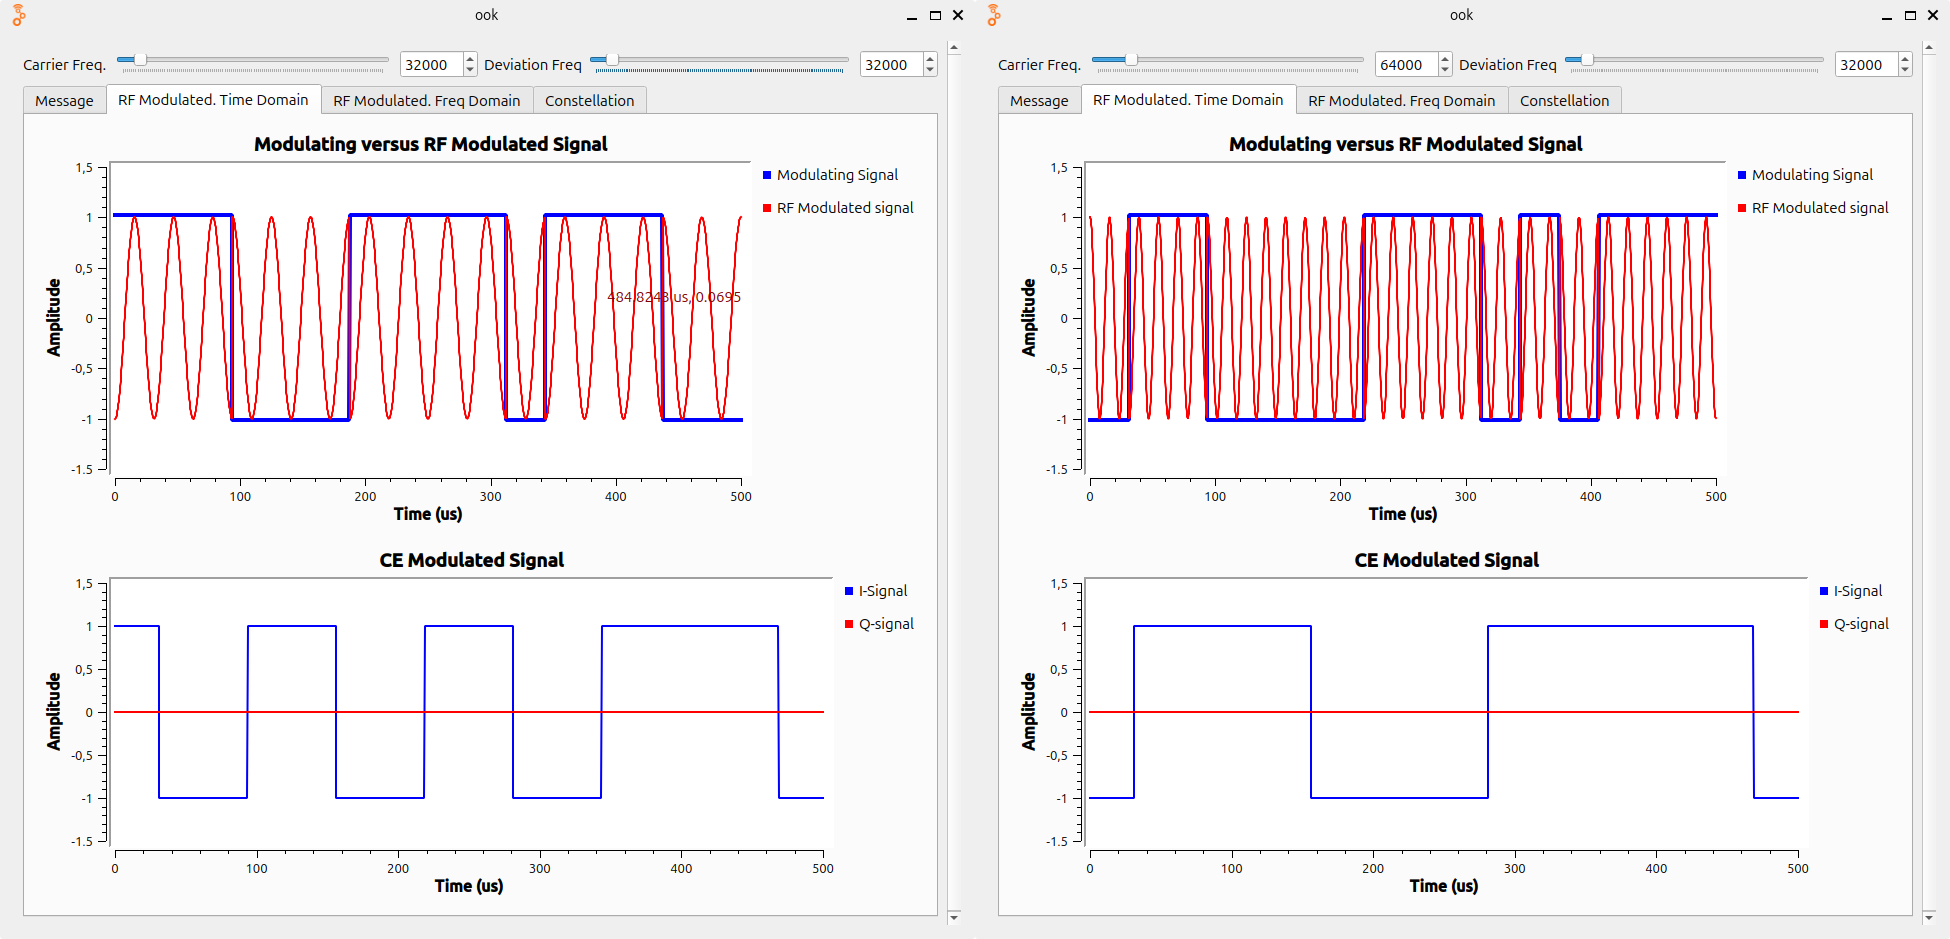 ook
Carrier Freq. 32000 Deviation Freq 32000
Message RF Modulated. Time Domain RF Modulated. Freq Domain Constellation
Modulating versus RF Modulated Signal
Modulating Signal
RF Modulated signal
Amplitude
1,5
1
0,5
0
-0,5
-1
-1.5
484.8243 us, 0.0695
0 100 200 300 400 500
Time (us)
CE Modulated Signal
I-Signal
Q-signal
Amplitude
1,5
1
0,5
0
-0,5
-1
-1.5
0 100 200 300 400 500
Time (us)
ook
Carrier Freq. 64000 Deviation Freq 32000
Message RF Modulated. Time Domain RF Modulated. Freq Domain Constellation
Modulating versus RF Modulated Signal
Modulating Signal
RF Modulated signal
Amplitude
1,5
1
0,5
0
-0,5
-1
-1.5
0 100 200 300 400 500
Time (us)
CE Modulated Signal
I-Signal
Q-signal
Amplitude
1,5
1
0,5
0
-0,5
-1
-1.5
0 100 200 300 400 500
Time (us)